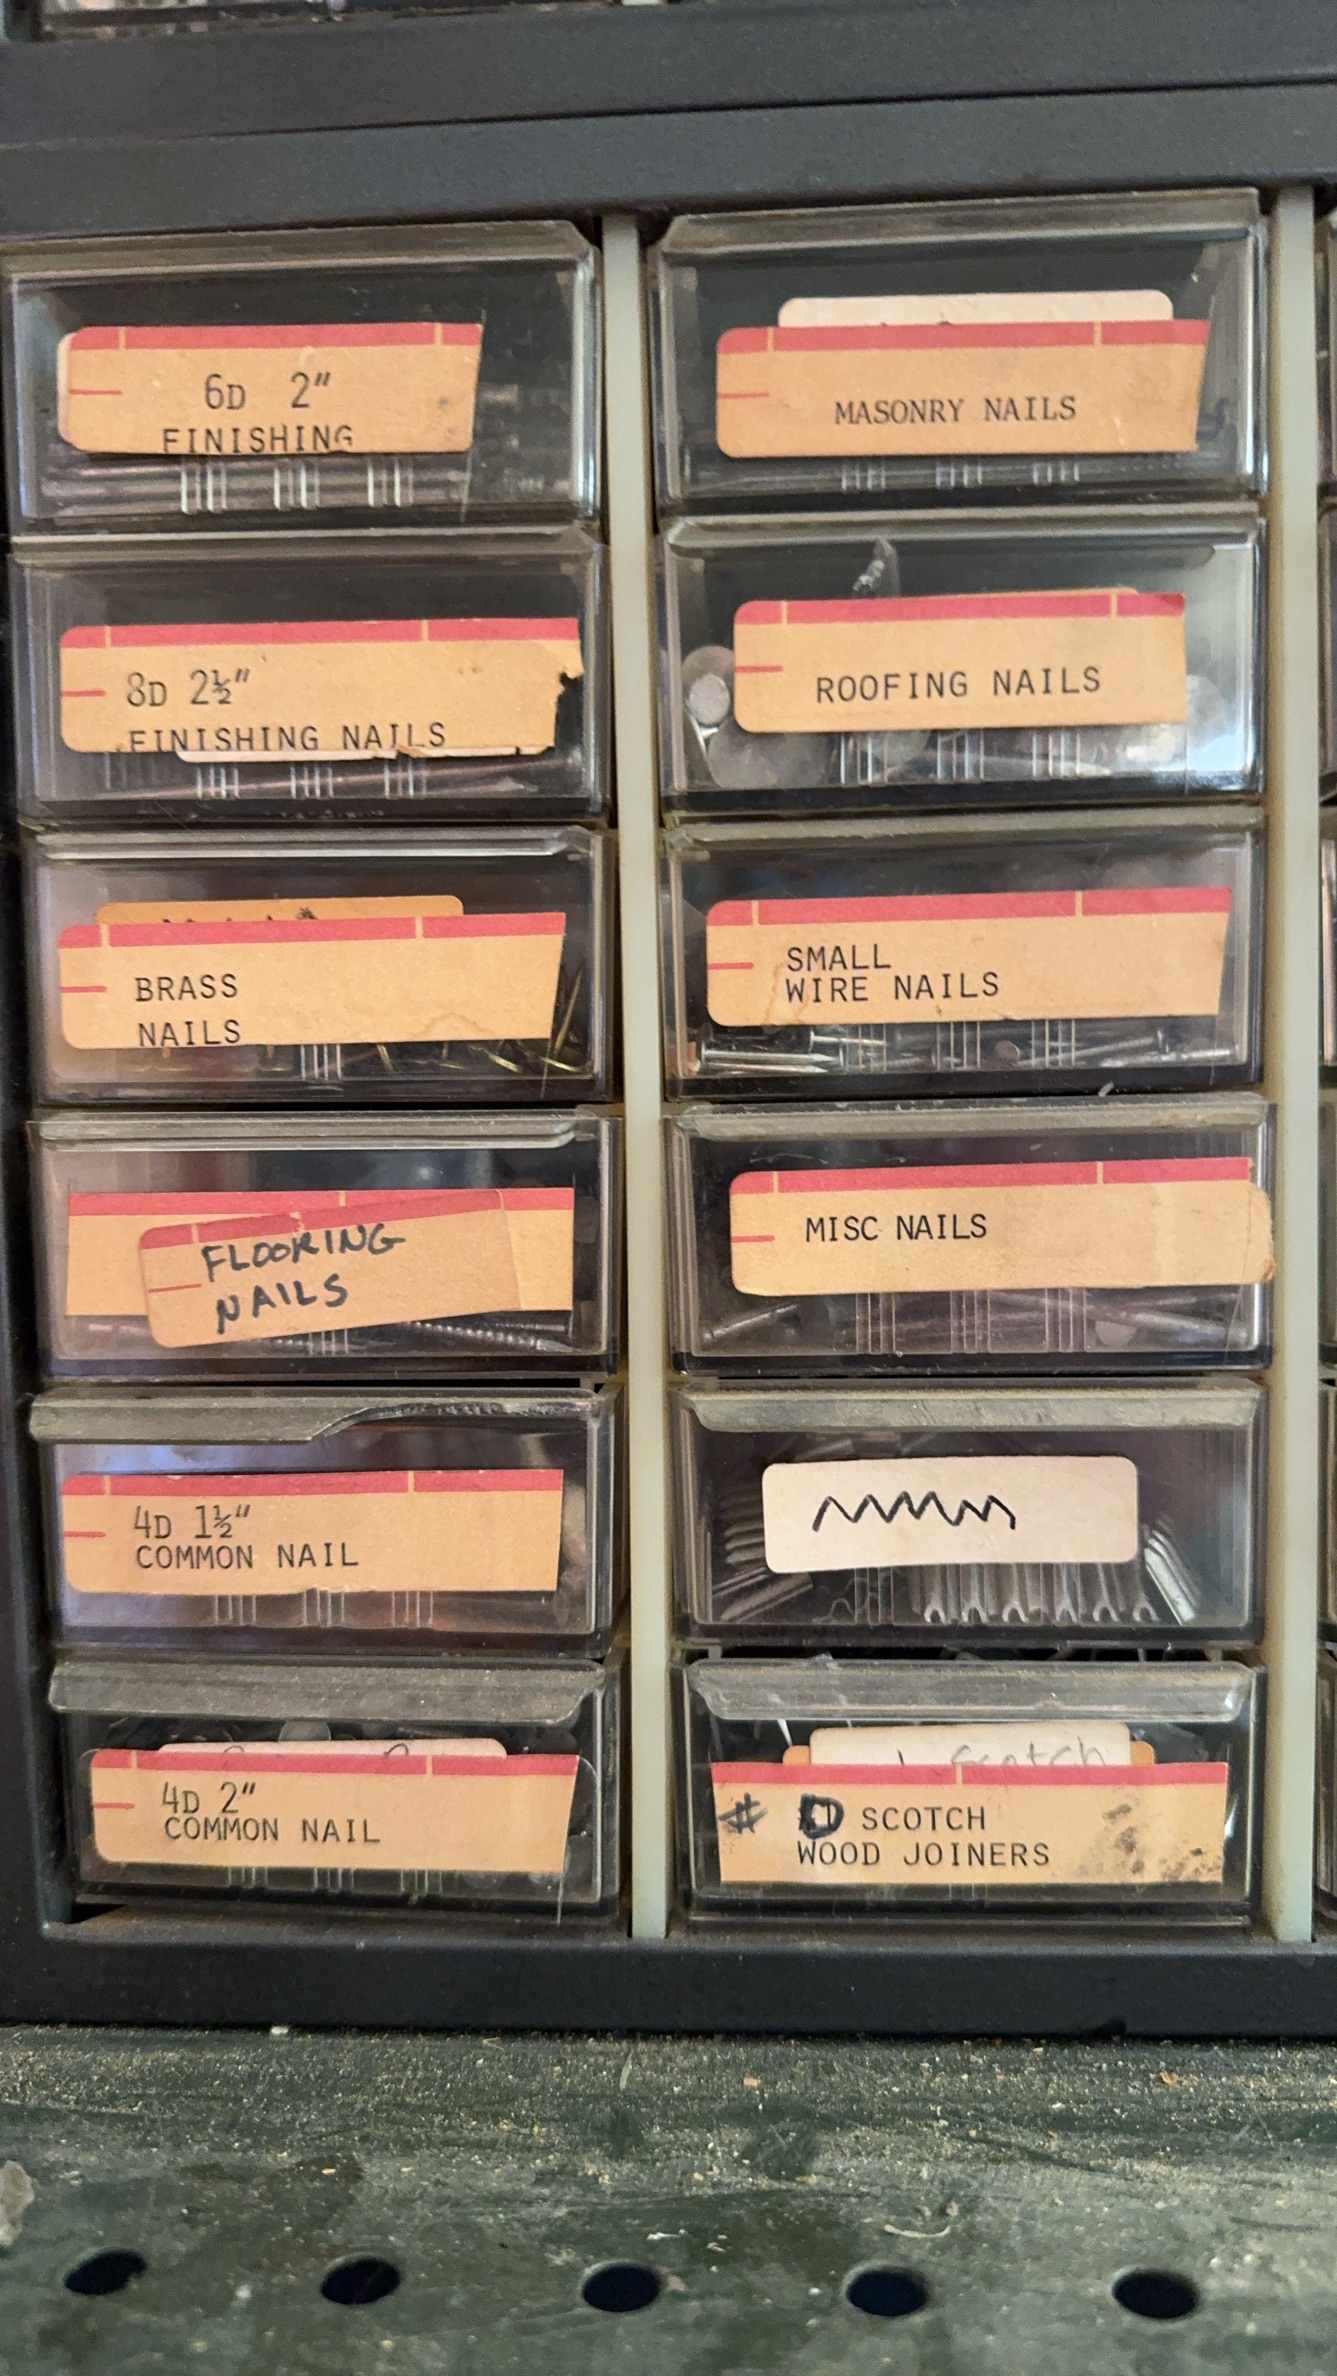 6D 2"
FINISHING
8D 2½"
FINISHING NAILS
BRASS
NAILS
FLOORING
NAILS
4D 1½"
COMMON NAIL
4D 2"
COMMON NAIL
MASONRY NAILS
ROOFING NAILS
SMALL
WIRE NAILS
MISC NAILS
Scotch
# SCOTCH
WOOD JOINERS